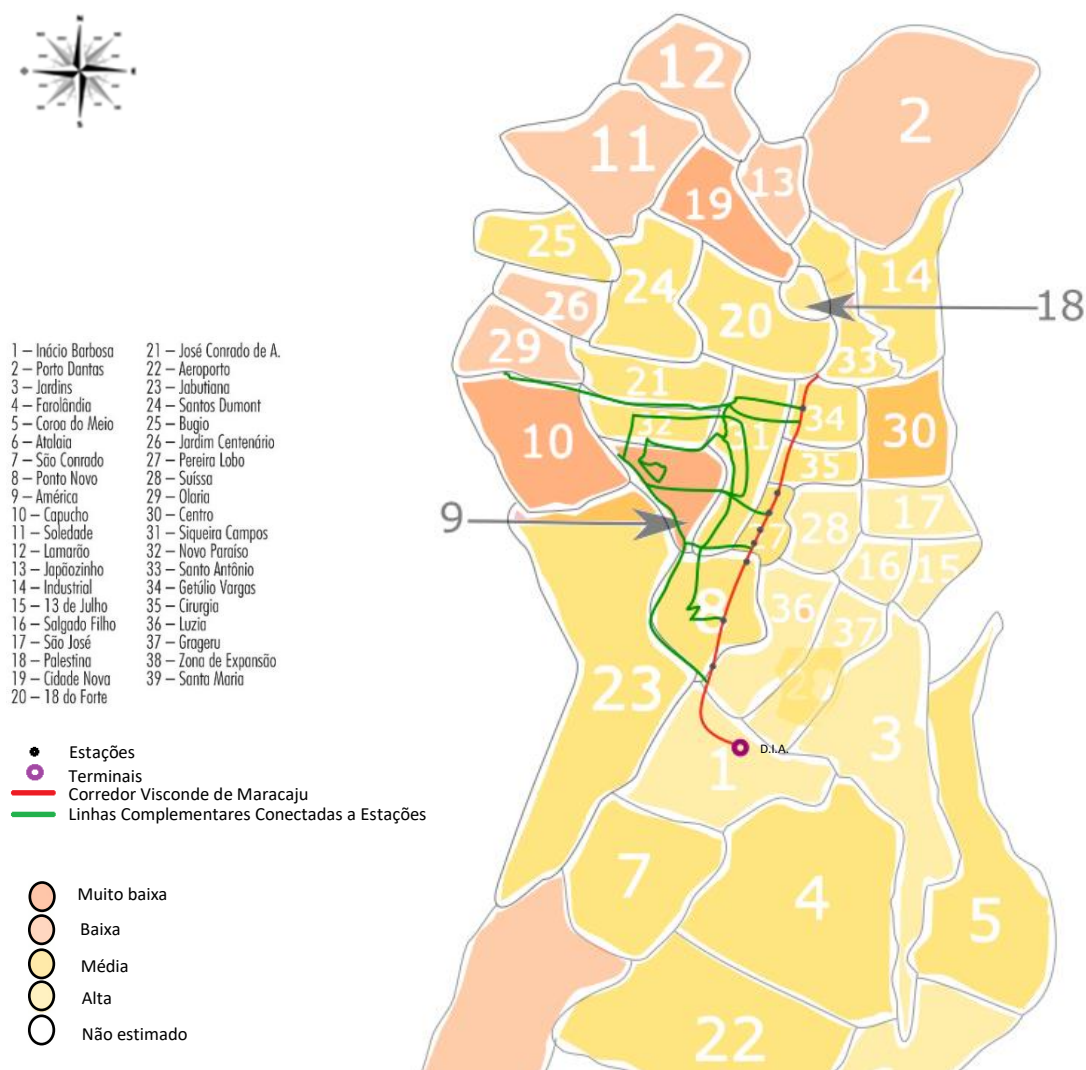 12
2
11
13
19
25
14
24
18
26
20
29
33
1 – Inácio Barbosa
2 – Porto Dantas
3 – Jardins
4 – Farolândia
5 – Coroa do Meio
6 – Atalaia
7 – São Conrado
8 – Ponto Novo
9 – América
10 – Capucho
11 – Soledade
12 – Lamarão
13 – Japãozinho
14 – Industrial
15 – 13 de Julho
16 – Salgado Filho
17 – São José
18 – Palestina
19 – Cidade Nova
20 – 18 do Forte
21 – José Conrado de A.
22 – Aeroporto
23 – Jabutiana
24 – Santos Dumont
25 – Bugio
26 – Jardim Centenário
27 – Pereira Lobo
28 – Suíssa
29 – Olaria
30 – Centro
31 – Siqueira Campos
32 – Novo Paraíso
33 – Santo Antônio
34 – Getúlio Vargas
35 – Cirurgia
36 – Luzia
37 – Grageru
38 – Zona de Expansão
39 – Santa Maria
21
32
31
34
30
10
35
9
17
28
27
16
15
8
36
37
23
3
1
D.I.A.
Estações
Terminais
Corredor Visconde de Maracaju
Linhas Complementares Conectadas a Estações
7
4
5
Muito baixa
Baixa
Média
Alta
Não estimado
22